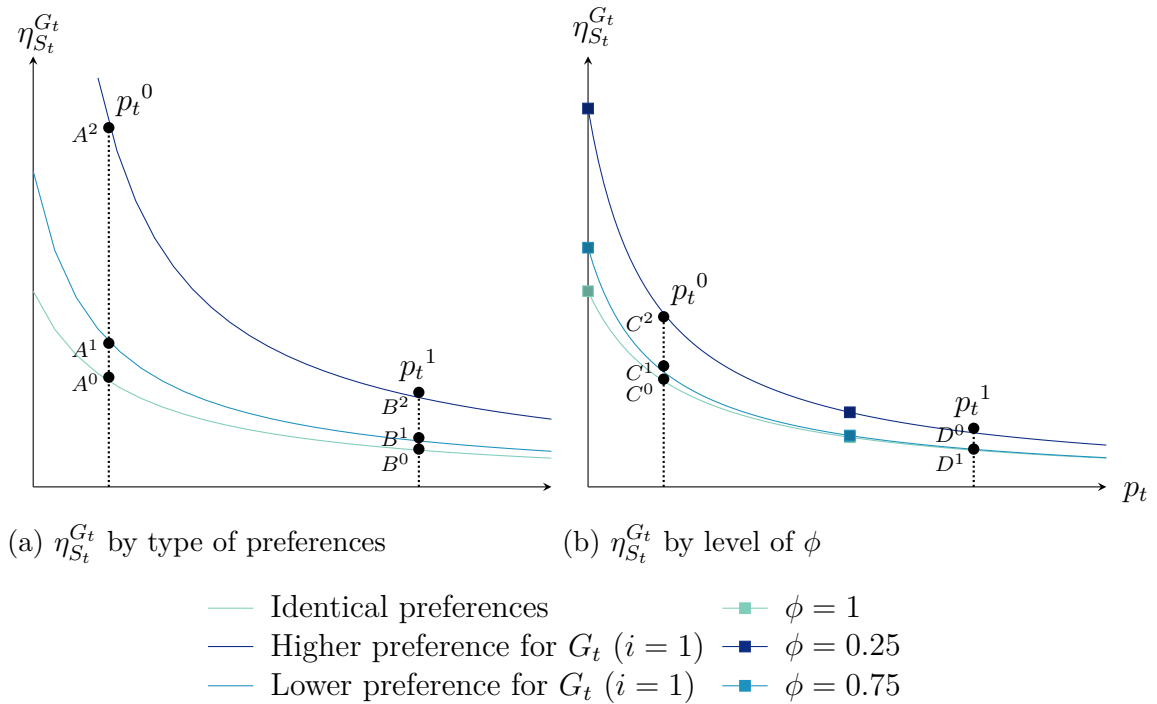 η_{S_t}^{G_t}
p_t^0
A^2
A^1
A^0
p_t^1
B^2
B^1
B^0
(a) η_{S_t}^{G_t} by type of preferences
η_{S_t}^{G_t}
p_t^0
C^2
C^1
C^0
p_t^1
D^0
D^1
p_t
(b) η_{S_t}^{G_t} by level of ϕ
Identical preferences
Higher preference for G_t (i = 1)
Lower preference for G_t (i = 1)
ϕ = 1
ϕ = 0.25
ϕ = 0.75